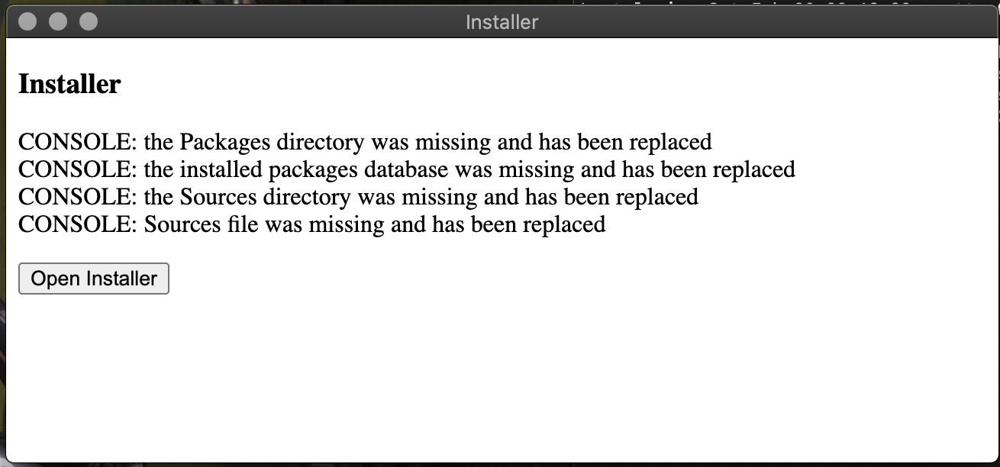 Installer
Installer
CONSOLE: the Packages directory was missing and has been replaced
CONSOLE: the installed packages database was missing and has been replaced
CONSOLE: the Sources directory was missing and has been replaced
CONSOLE: Sources file was missing and has been replaced
Open Installer